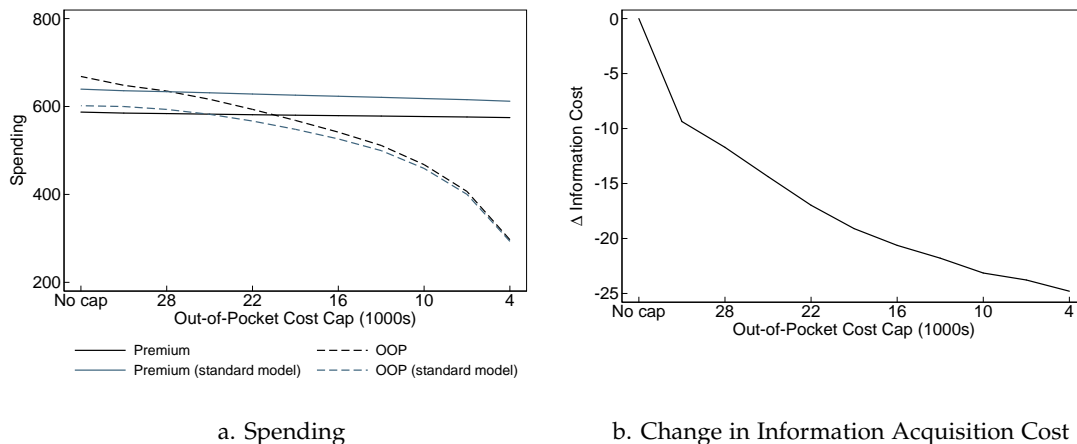 800
600
400
200
Spending
No cap 28 22 16 10 4
Out-of-Pocket Cost Cap (1000s)
Premium OOP
Premium (standard model) OOP (standard model)
a. Spending
0
-5
-10
-15
-20
-25
Δ Information Cost
No cap 28 22 16 10 4
Out-of-Pocket Cost Cap (1000s)
b. Change in Information Acquisition Cost